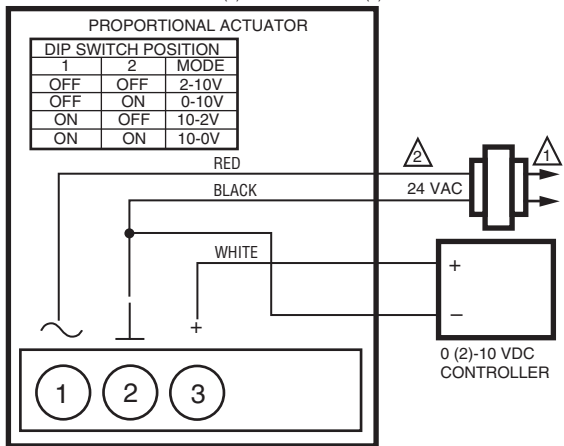 PROPORTIONAL ACTUATOR
DIP SWITCH POSITION
1 2 MODE
OFF OFF 2-10V
OFF ON 0-10V
ON OFF 10-2V
ON ON 10-0V
RED
2
1
BLACK
24 VAC
WHITE
+
+
–
0 (2)-10 VDC
CONTROLLER
1 2 3